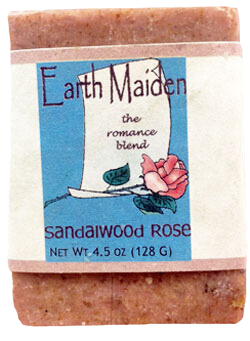 Earth Maiden
the
romance
blend
Sandalwood Rose
Net Wt 4.5 oz (128 G)